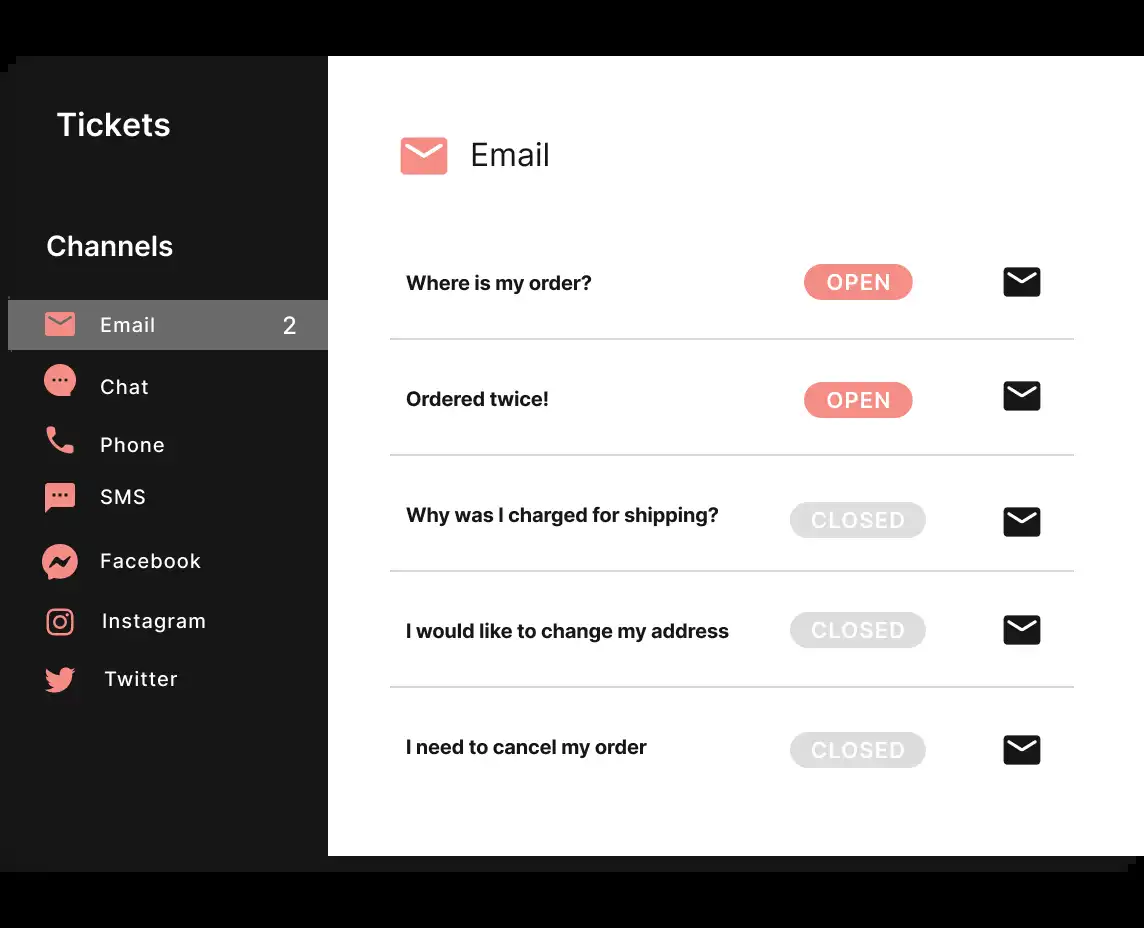 Tickets
Channels
Email 2
Chat
Phone
SMS
Facebook
Instagram
Twitter
Email
Where is my order? OPEN
Ordered twice! OPEN
Why was I charged for shipping? CLOSED
I would like to change my address CLOSED
I need to cancel my order CLOSED